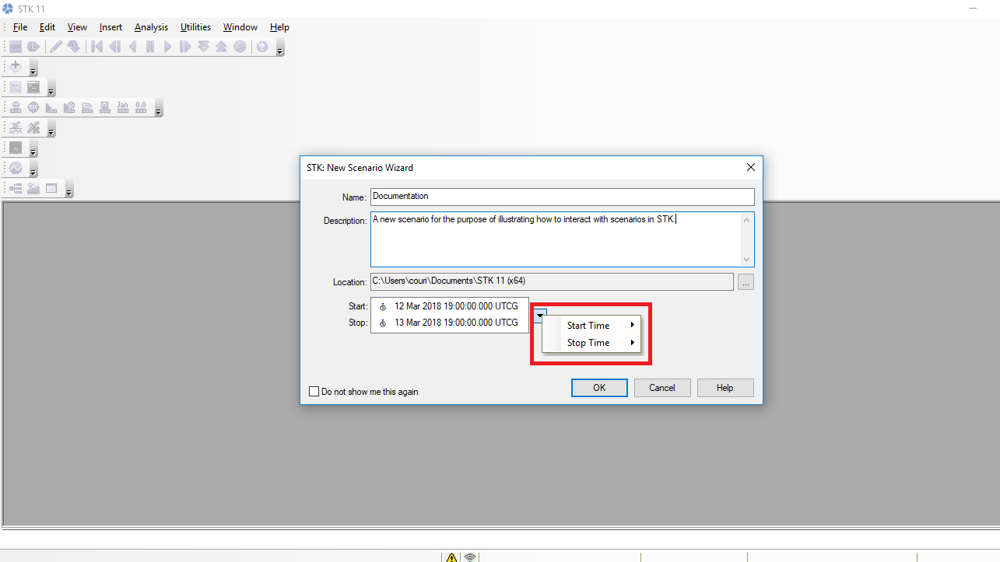 STK 11
File Edit View Insert Analysis Utilities Window Help
ON
REC Jan 0.0
STK: New Scenario Wizard
Name: Documentation
Description: A new scenario for the purpose of illustrating how to interact with scenarios in STK.
Location: C:\Users\couri\Documents\STK 11 (x64) ...
Start: 12 Mar 2018 19:00:00.000 UTCG
Stop: 13 Mar 2018 19:00:00.000 UTCG
Start Time
Stop Time
Do not show me this again
OK Cancel Help